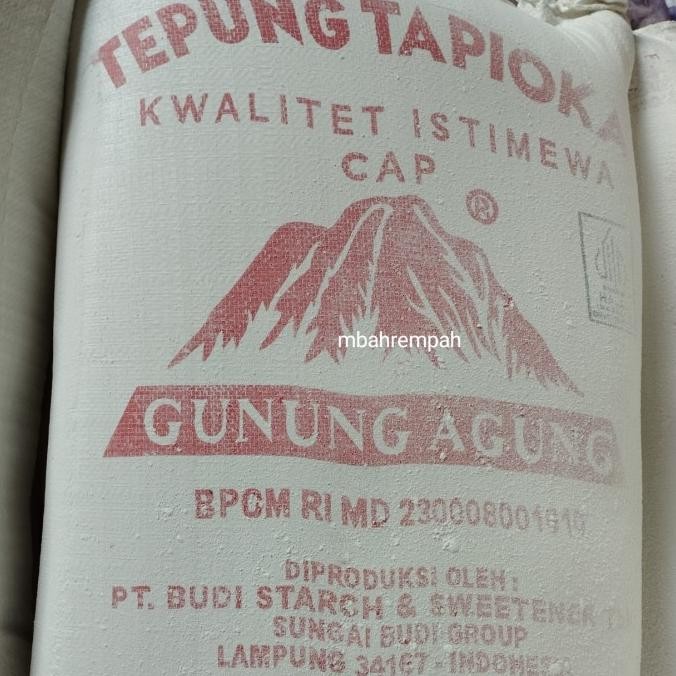 TEPUNG TAPIOKA
KWALITET ISTIMEWA
CAP
®
mbahrempah
GUNUNG AGUNG
BPOM RI MD
DIPRODUKSI OLEH :
PT. BUDI STARCH & SWEETENER
SUNGAI BUDI GROUP
LAMPUNG 34167 - INDONESIA